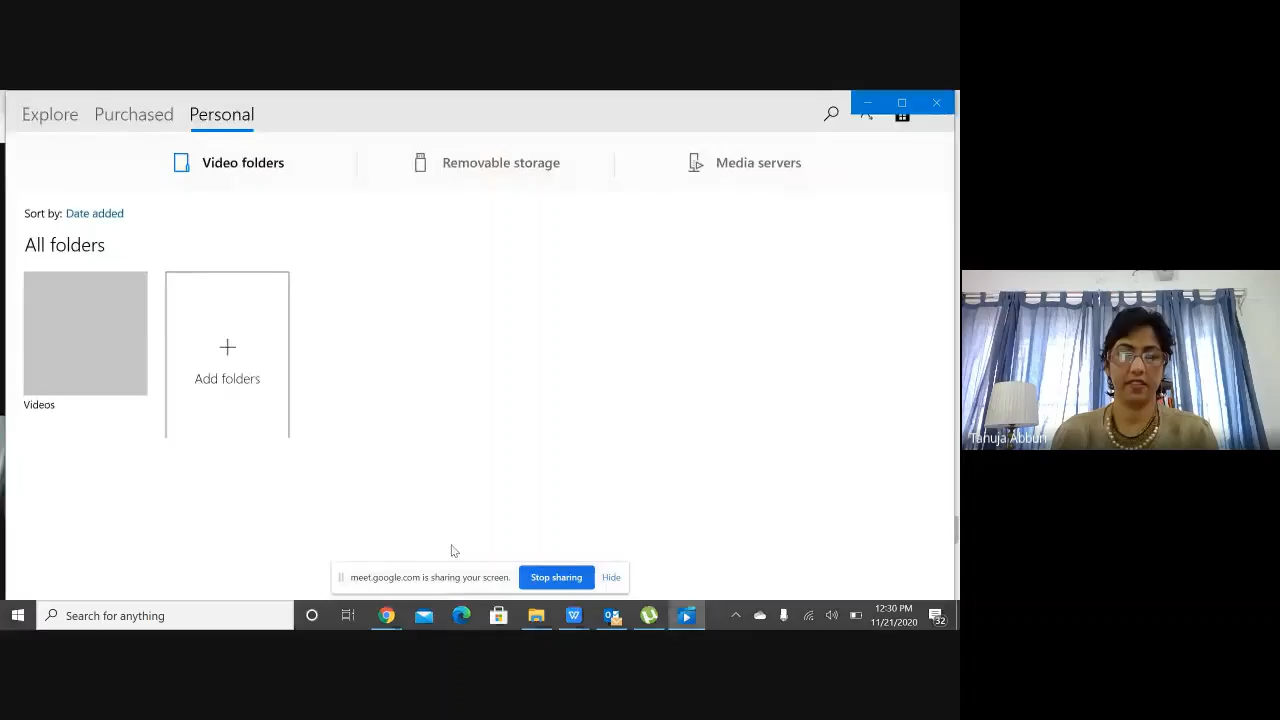 Explore Purchased Personal
Video folders Removable storage Media servers
Sort by: Date added
All folders
Add folders
Videos
Tanuja Abburi
meet.google.com is sharing your screen. Stop sharing Hide
Search for anything
12:30 PM
11/21/2020
32